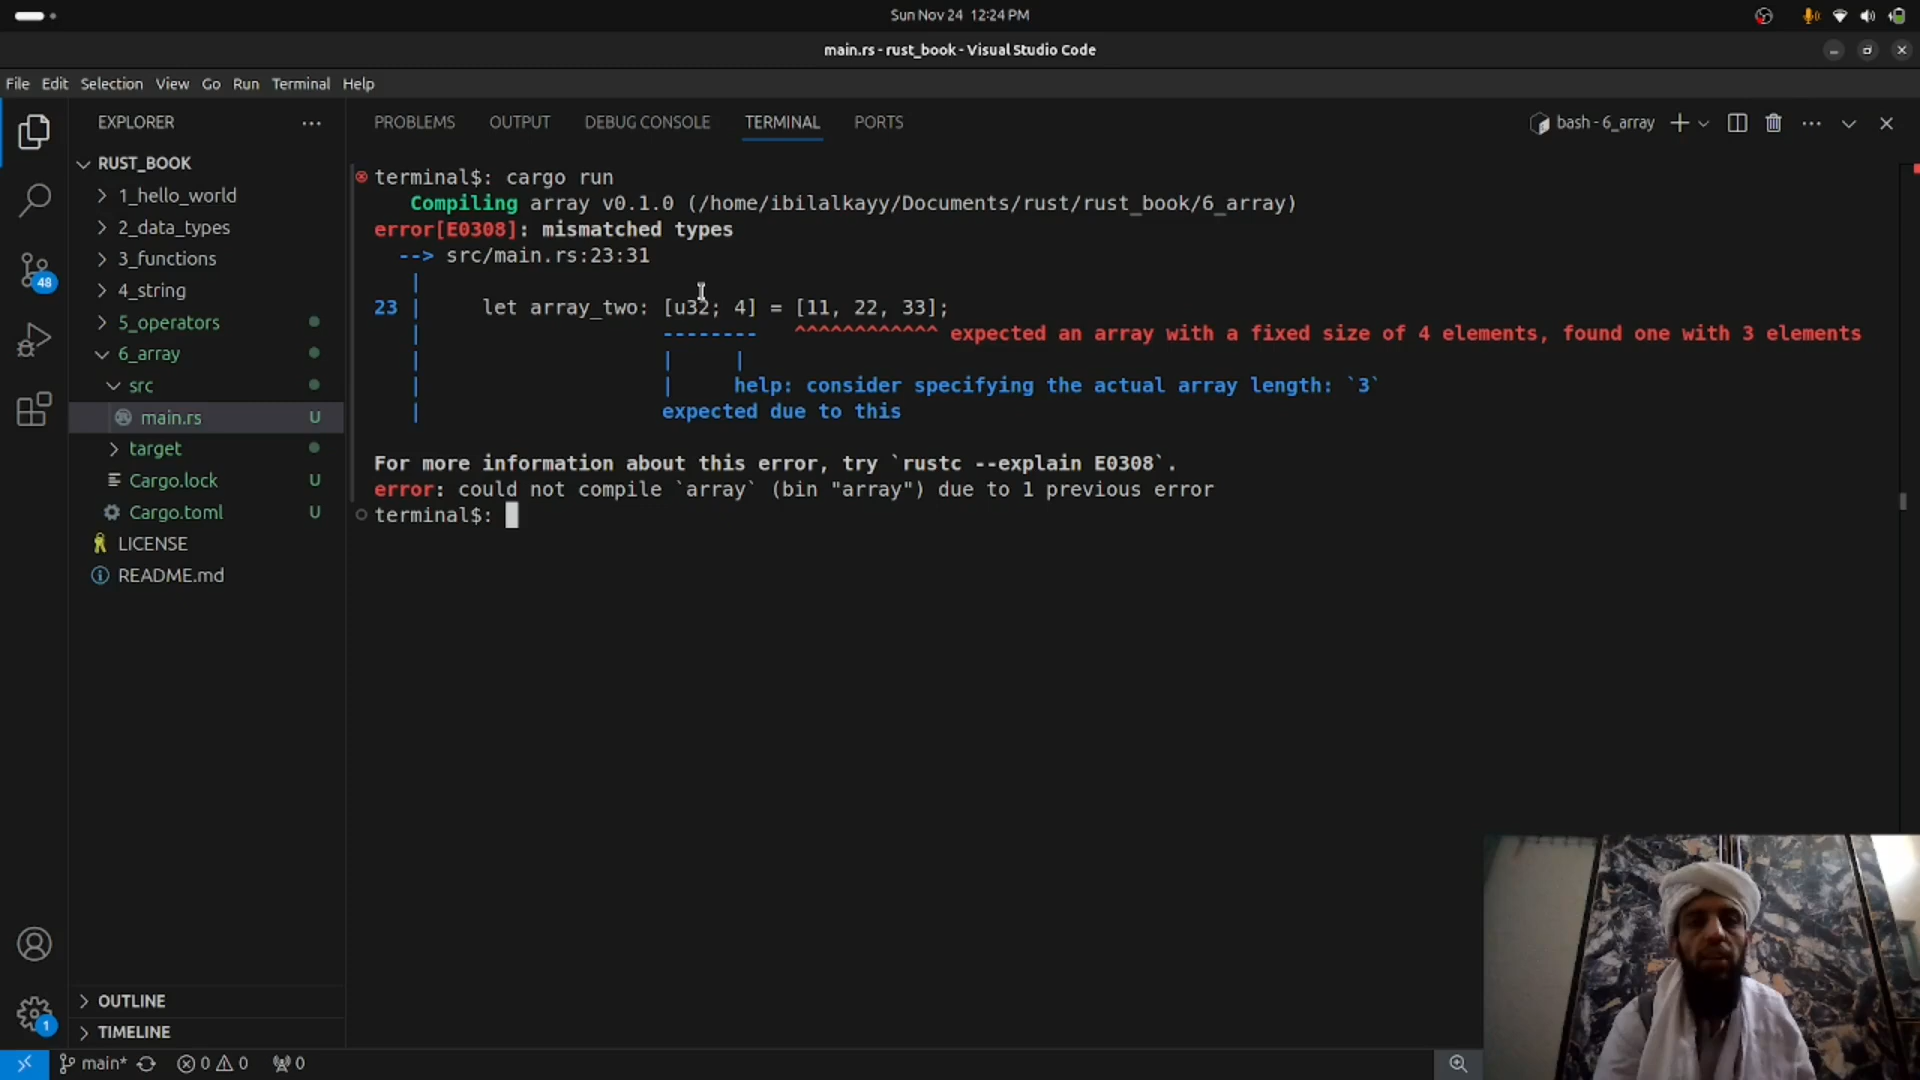 Sun Nov 24 12:24 PM
main.rs - rust_book - Visual Studio Code
File Edit Selection View Go Run Terminal Help
EXPLORER
RUST_BOOK
1_hello_world
2_data_types
3_functions
4_string
5_operators
6_array
src
main.rs U
target
Cargo.lock U
Cargo.toml U
LICENSE
README.md
OUTLINE
TIMELINE
48
1
PROBLEMS OUTPUT DEBUG CONSOLE TERMINAL PORTS
bash - 6_array
terminal$: cargo run
Compiling array v0.1.0 (/home/ibilalkayy/Documents/rust/rust_book/6_array)
error[E0308]: mismatched types
--> src/main.rs:23:31
|
23 | let array_two: [u32; 4] = [11, 22, 33];
| -------- ^^^^^^^^^^^^ expected an array with a fixed size of 4 elements, found one with 3 elements
| | |
| | help: consider specifying the actual array length: `3`
| expected due to this
For more information about this error, try `rustc --explain E0308`.
error: could not compile `array` (bin "array") due to 1 previous error
terminal$:
main* 0 0 0